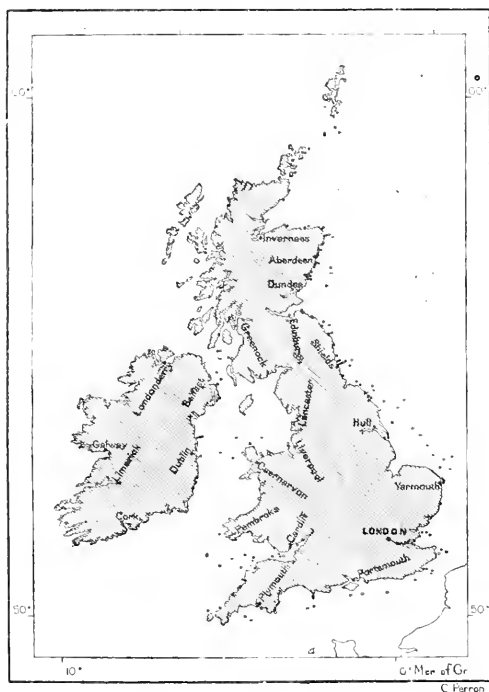 60°
60°
Inverness
Aberdeen
Dundee
Edinburg
Greenock
Shields
Londonderry
Belfast
Lancaster
Hull
Galway
Limerick
Dublin
Liverpool
Caernarvon
Yarmouth
Cork
Pembroke
Cardiff
LONDON
Plymouth
Portsmouth
50°
50°
10°
0° Mer of Gr
C Perron